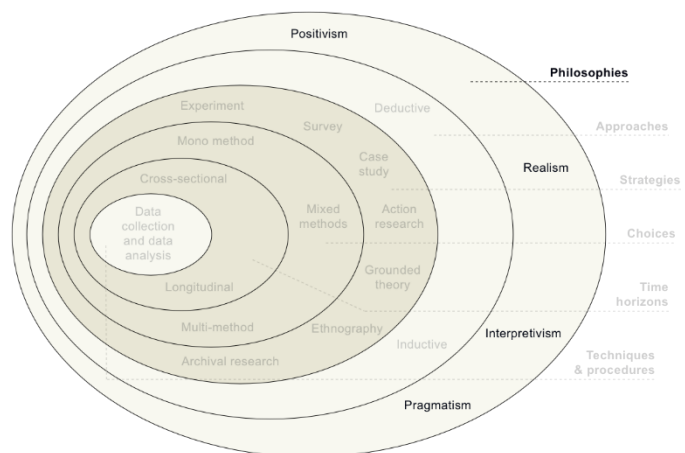 Positivism
Philosophies
Experiment
Deductive
Survey
Approaches
Mono method
Case
study
Realism
Cross-sectional
Strategies
Data
collection
and data
analysis
Mixed
methods
Action
research
Choices
Grounded
theory
Longitudinal
Time
horizons
Multi-method
Ethnography
Interpretivism
Inductive
Archival research
Techniques
& procedures
Pragmatism